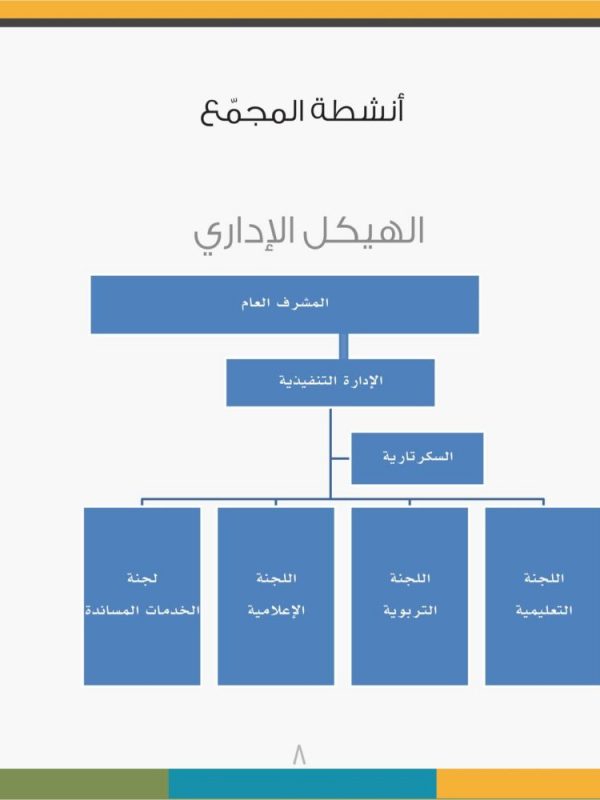 أنشطة المجمّع
الهيكل الإداري
المشرف العام
الإدارة التنفيذية
السكرتارية
اللجنة
التعليمية
اللجنة
التربوية
اللجنة
الإعلامية
لجنة
الخدمات المساندة
٨